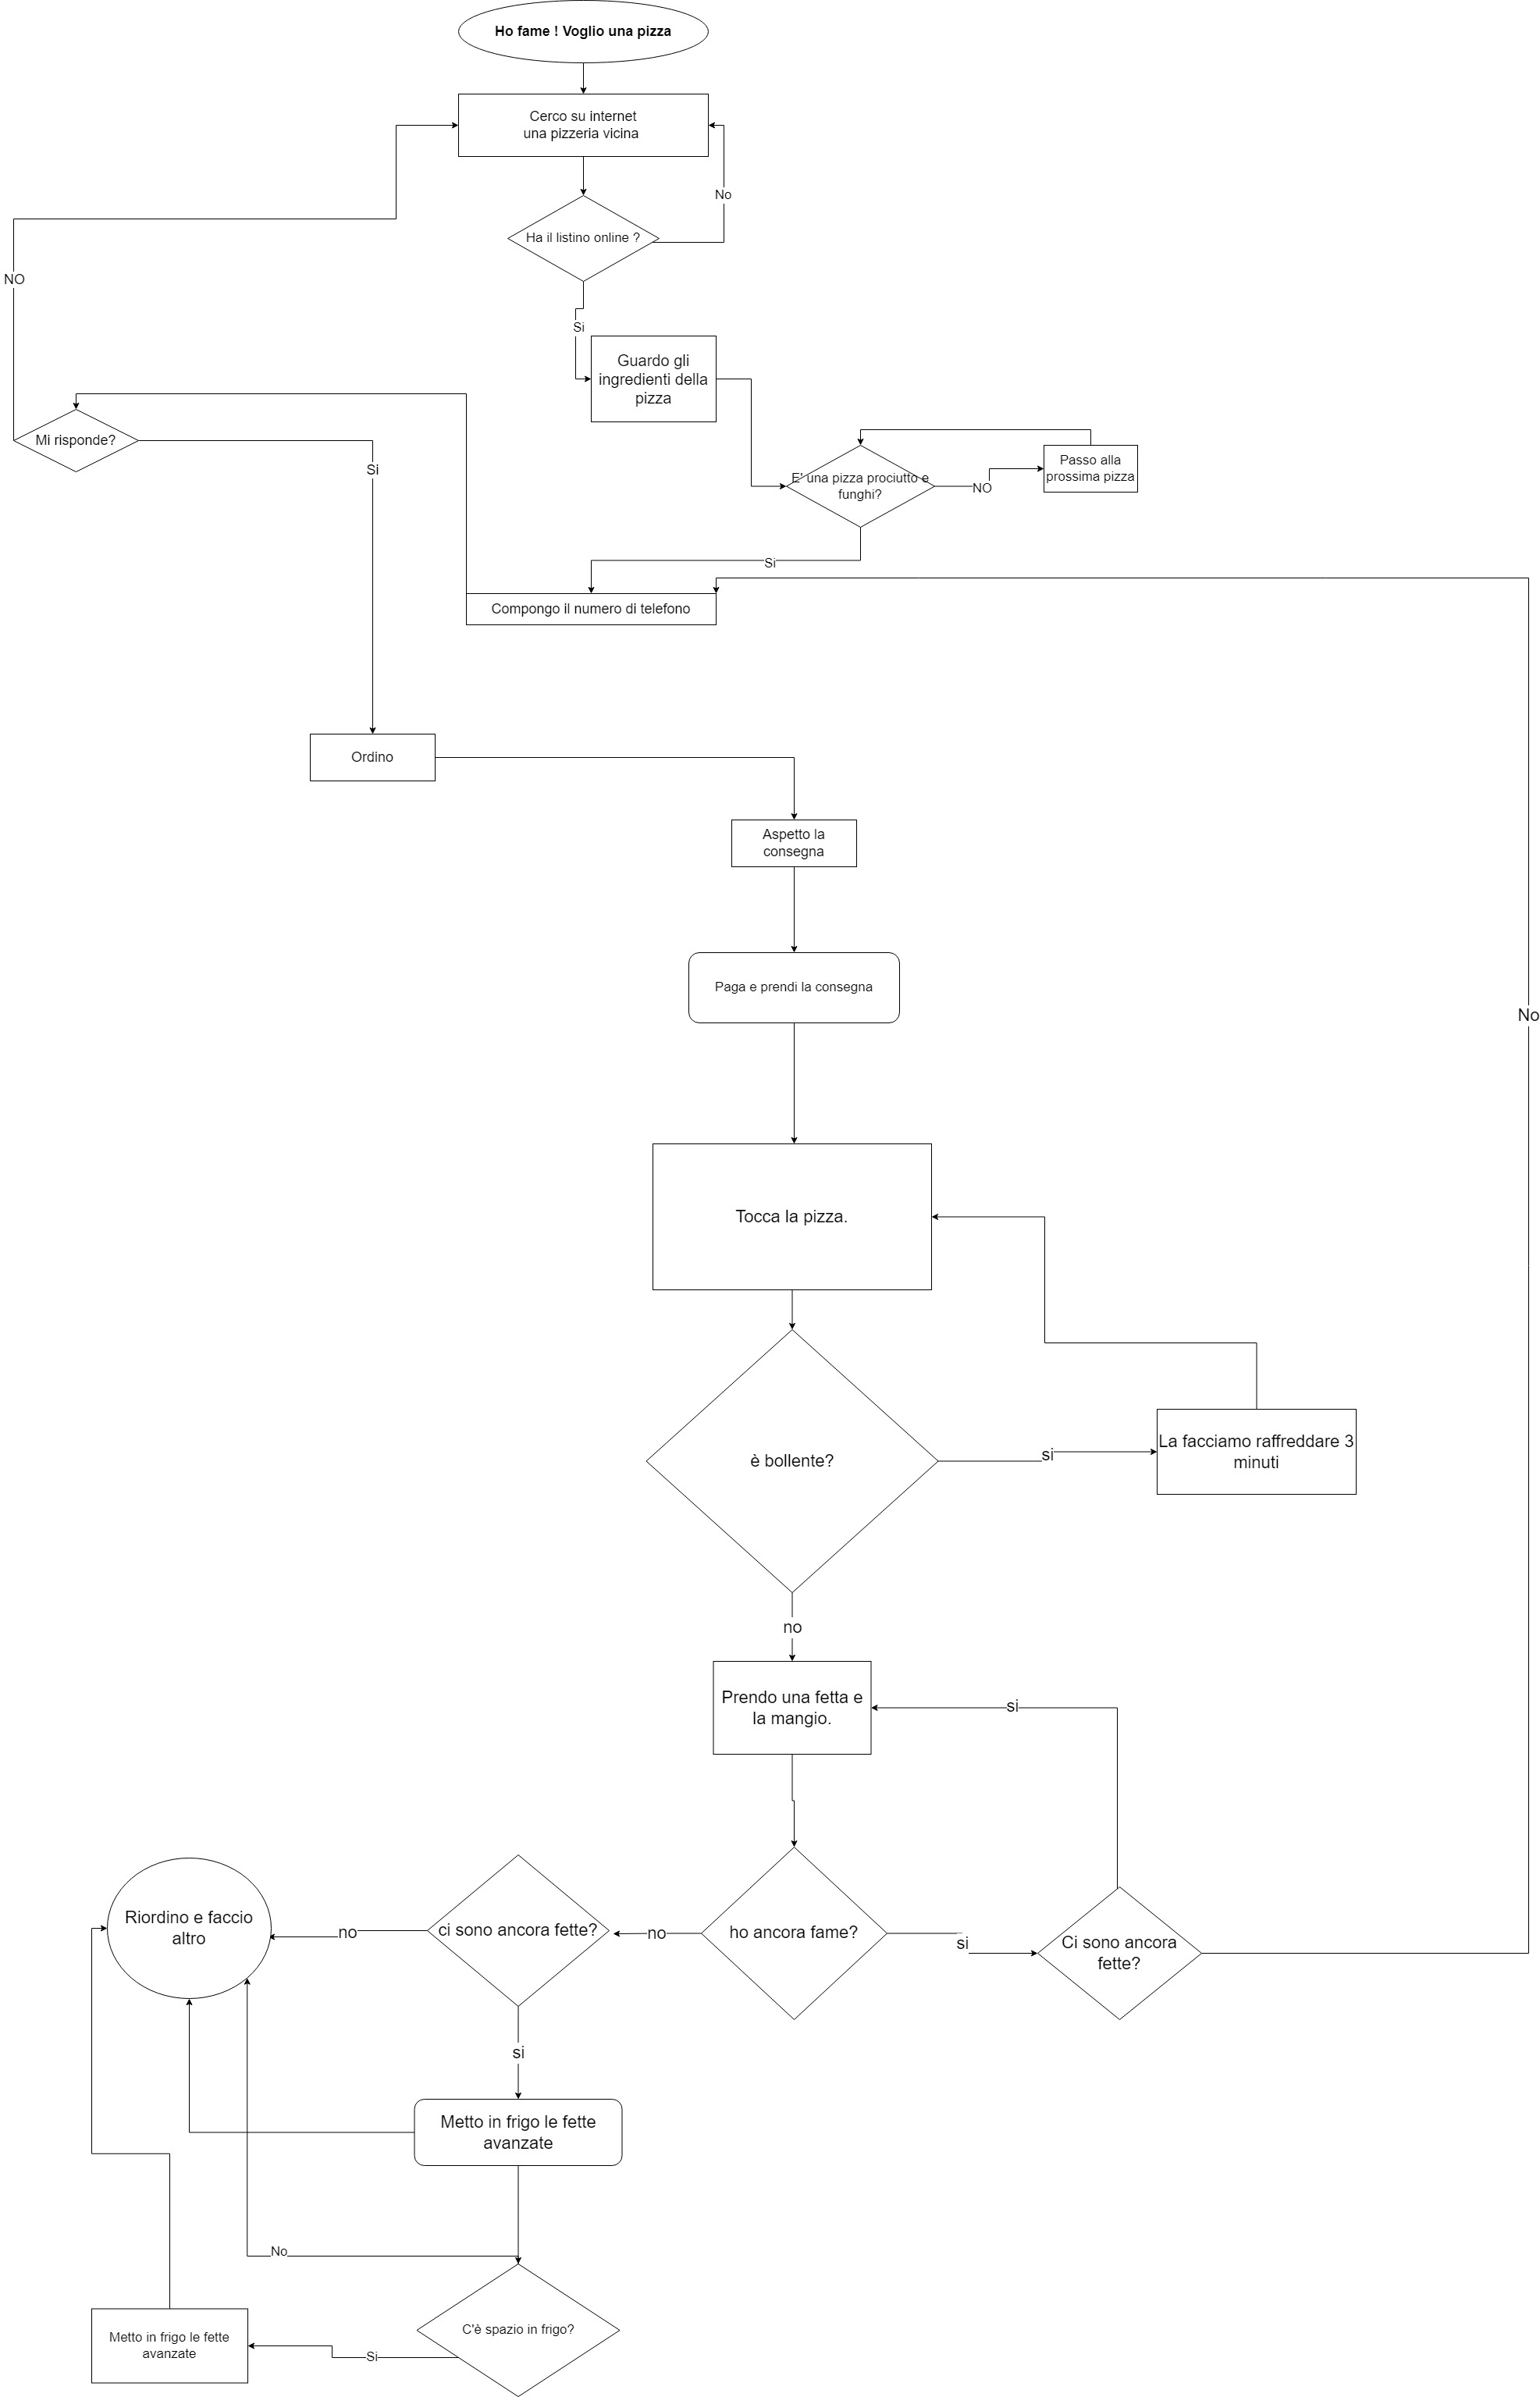 Ho fame ! Voglio una pizza
Cerco su internet
una pizzeria vicina
No
Ha il listino online ?
NO
Si
Guardo gli
ingredienti della
pizza
Mi risponde?
Si
E' una pizza prociutto e
funghi?
NO
Passo alla
prossima pizza
Si
Compongo il numero di telefono
Ordino
Aspetto la
consegna
Paga e prendi la consegna
No
Tocca la pizza.
è bollente?
si
La facciamo raffreddare 3
minuti
no
Prendo una fetta e
la mangio.
si
Riordino e faccio
altro
no
ci sono ancora fette?
no
ho ancora fame?
si
Ci sono ancora
fette?
si
Metto in frigo le fette
avanzate
No
C'è spazio in frigo?
Si
Metto in frigo le fette
avanzate